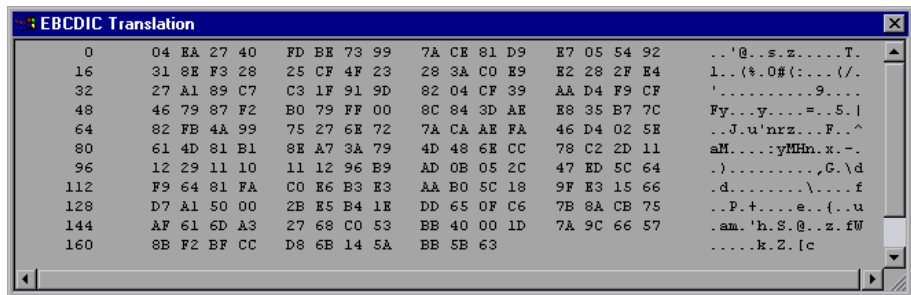 EBCDIC Translation
0 04 EA 27 40 FD BE 73 99 7A CE 81 D9 E7 05 54 92 ..'@..s.z.....T.
16 31 8E F3 28 25 CF 4F 23 28 3A C0 E9 E2 28 2F E4 1..(%.O#(:...(/.
32 27 A1 89 C7 C3 1F 91 9D 82 04 CF 39 AA D4 F9 CF '..........9....
48 46 79 87 F2 B0 79 FF 00 8C 84 3D AE E8 35 B7 7C Fy...y....=..5.|
64 82 FB 4A 99 75 27 6E 72 7A CA AE FA 46 D4 02 5E ..J.u'nrz...F..^
80 61 4D 81 B1 8E A7 3A 79 4D 48 6E CC 78 C2 2D 11 aM....:yMHn.x.-.
96 12 29 11 10 11 12 96 B9 AD 0B 05 2C 47 ED 5C 64 .).........,G.\d
112 F9 64 81 FA C0 E6 B3 E3 AA B0 5C 18 9F E3 15 66 .d........\....f
128 D7 A1 50 00 2B E5 B4 1E DD 65 0F C6 7B 8A CB 75 ..P.+....e..{..u
144 AF 61 6D A3 27 68 C0 53 BB 40 00 1D 7A 9C 66 57 .am.'h.S.@..z.fW
160 8B F2 BF CC D8 6B 14 5A BB 5B 63 .....k.Z.[c